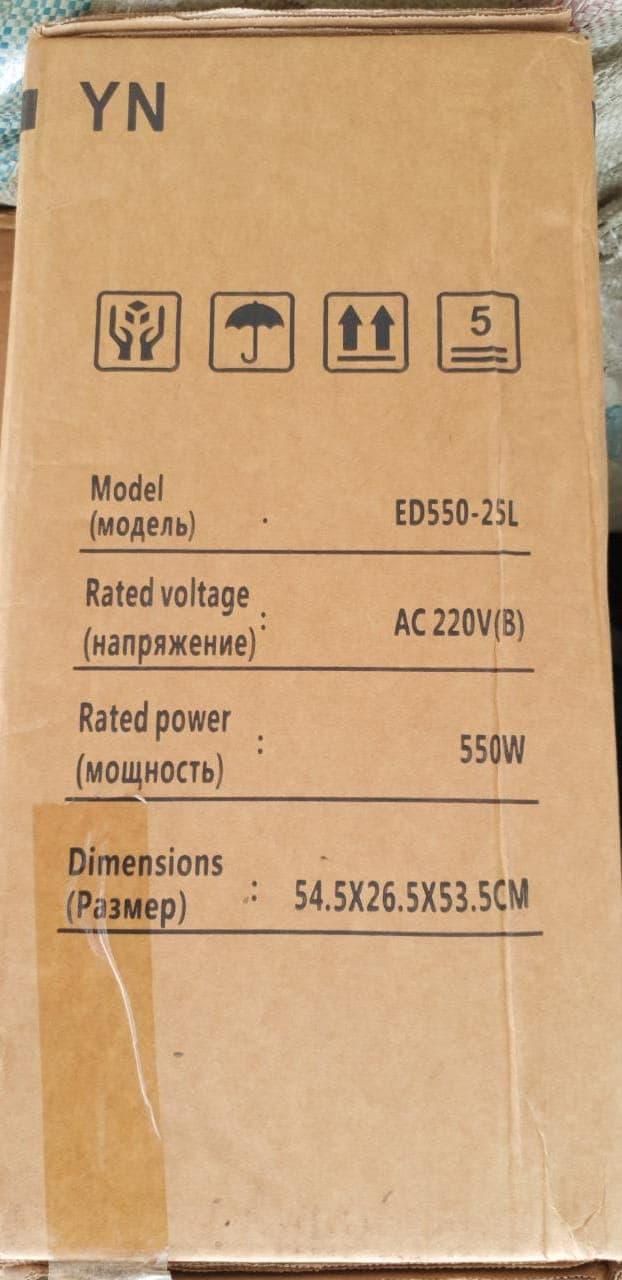 YN
5
Model
(модель)
ED550-25L
Rated voltage
(напряжение)
:
AC 220V(B)
Rated power
(мощность)
:
550W
Dimensions
(Размер)
:
54.5X26.5X53.5CM